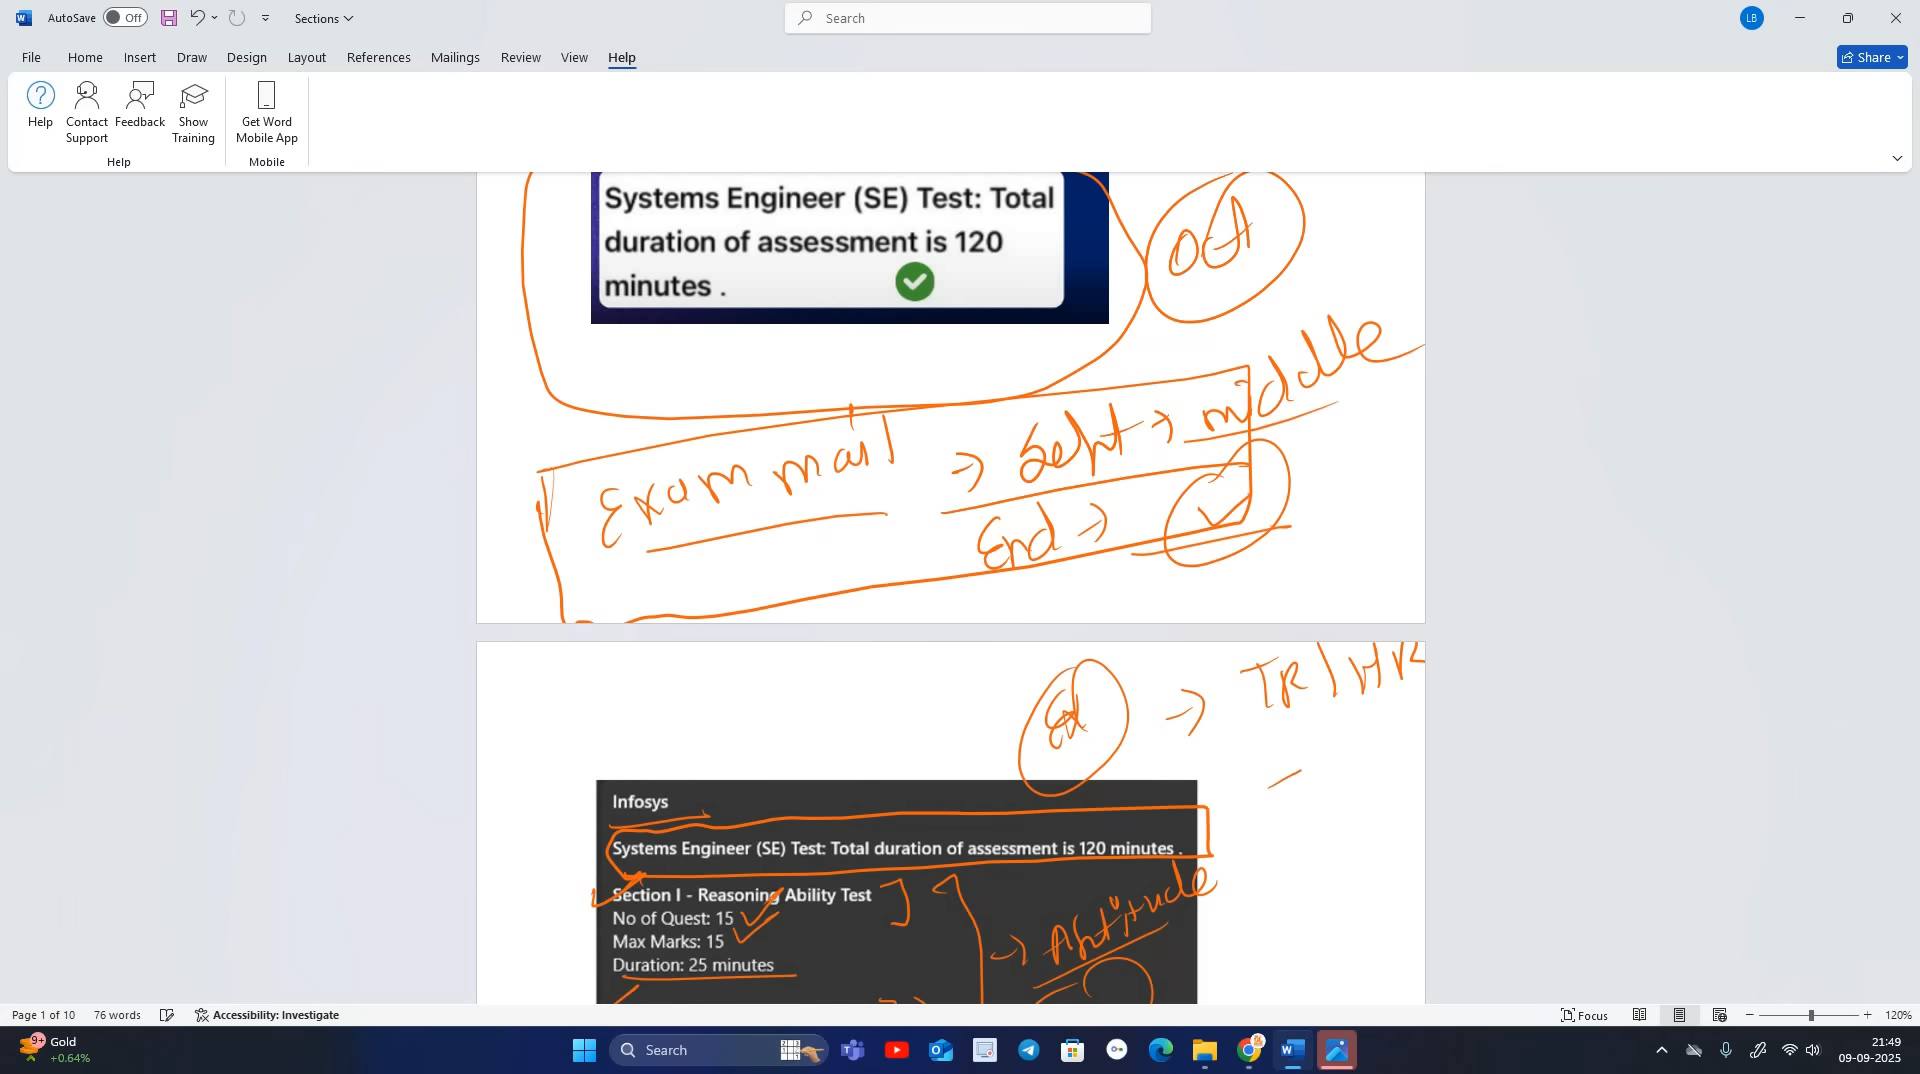 AutoSave Off Sections Search LB
File Home Insert Draw Design Layout References Mailings Review View Help Share
Help Contact Support Feedback Show Training Get Word Mobile App
Help Mobile
Systems Engineer (SE) Test: Total
duration of assessment is 120
minutes .
OCA
Exam mail → Sept → middle
End →
→ TR / HR
Infosys
Systems Engineer (SE) Test: Total duration of assessment is 120 minutes .
Section I - Reasoning Ability Test
No of Quest: 15
Max Marks: 15
Duration: 25 minutes
→ Aptitude
Page 1 of 10 76 words Accessibility: Investigate Focus 120%
9+ Gold
+0.64%
Search
21:49
09-09-2025